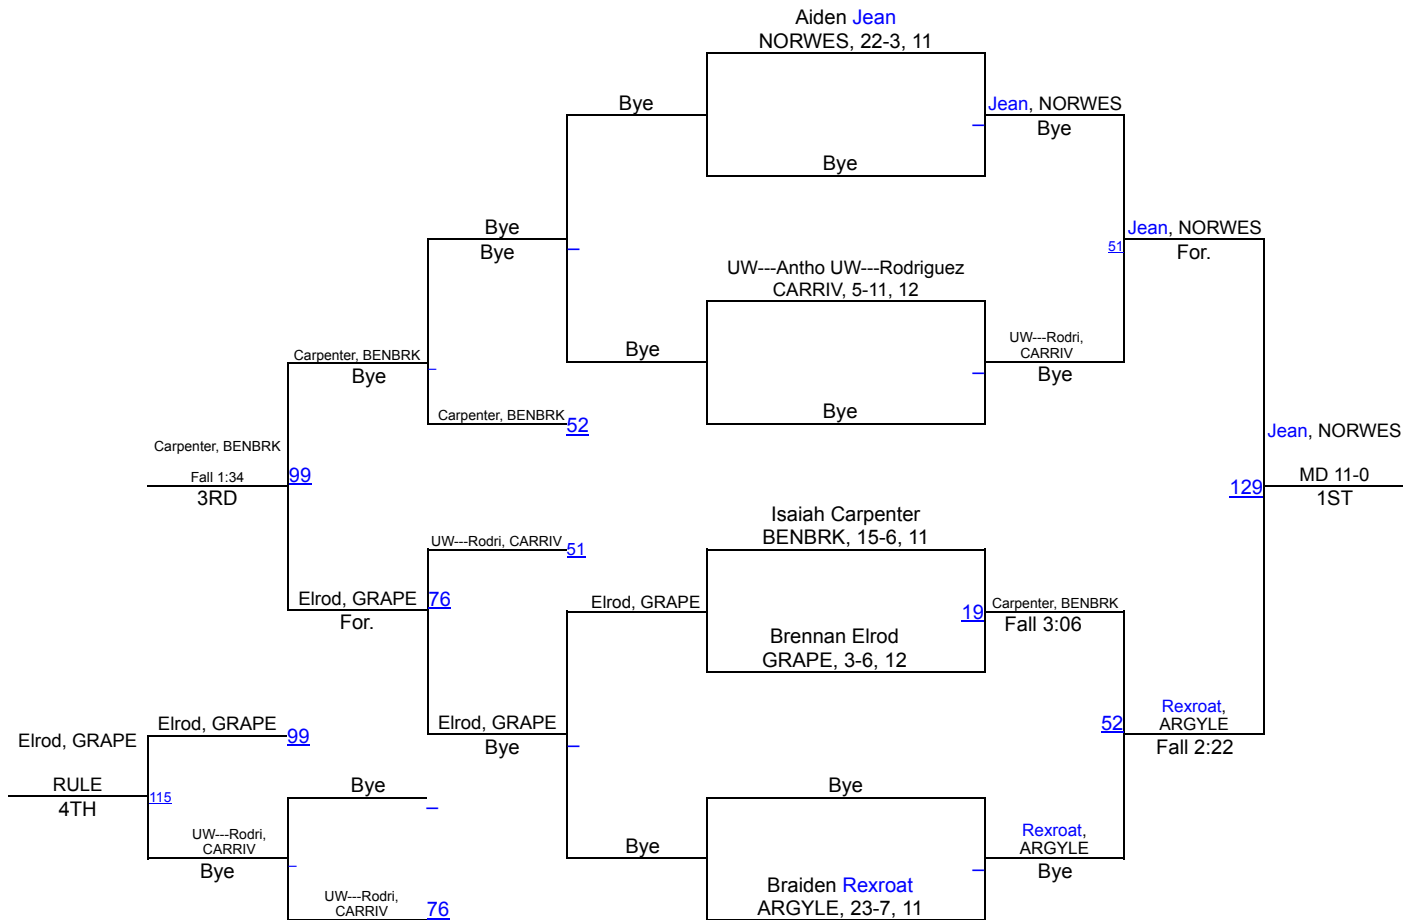 Aiden Jean
NORWES, 22-3, 11
Bye
Jean, NORWES
Bye
Bye
Bye
Bye
Jean, NORWES
51
For.
UW---Antho UW---Rodriguez
CARRIV, 5-11, 12
Carpenter, BENBRK
Bye
Bye
UW---Rodri,
CARRIV
Bye
Bye
Carpenter, BENBRK
52
Jean, NORWES
Carpenter, BENBRK
Fall 1:34
99
3RD
129
MD 11-0
1ST
Isaiah Carpenter
BENBRK, 15-6, 11
UW---Rodri, CARRIV
51
Elrod, GRAPE
76
For.
Elrod, GRAPE
19
Carpenter, BENBRK
Fall 3:06
Brennan Elrod
GRAPE, 3-6, 12
Elrod, GRAPE
Elrod, GRAPE
99
Elrod, GRAPE
Bye
52
Rexroat,
ARGYLE
Fall 2:22
RULE
115
4TH
Bye
Bye
UW---Rodri,
CARRIV
Bye
Bye
Rexroat,
ARGYLE
Bye
UW---Rodri,
CARRIV
76
Braiden Rexroat
ARGYLE, 23-7, 11